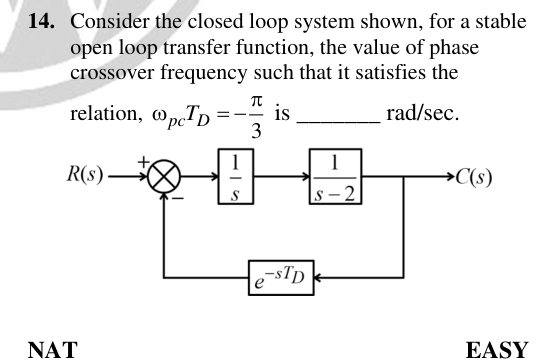 14. Consider the closed loop system shown, for a stable
open loop transfer function, the value of phase
crossover frequency such that it satisfies the
relation, ω_pc T_D = −π/3 is ________ rad/sec.
R(s) + − 1/s 1/(s − 2) C(s)
e^−sT_D
NAT EASY